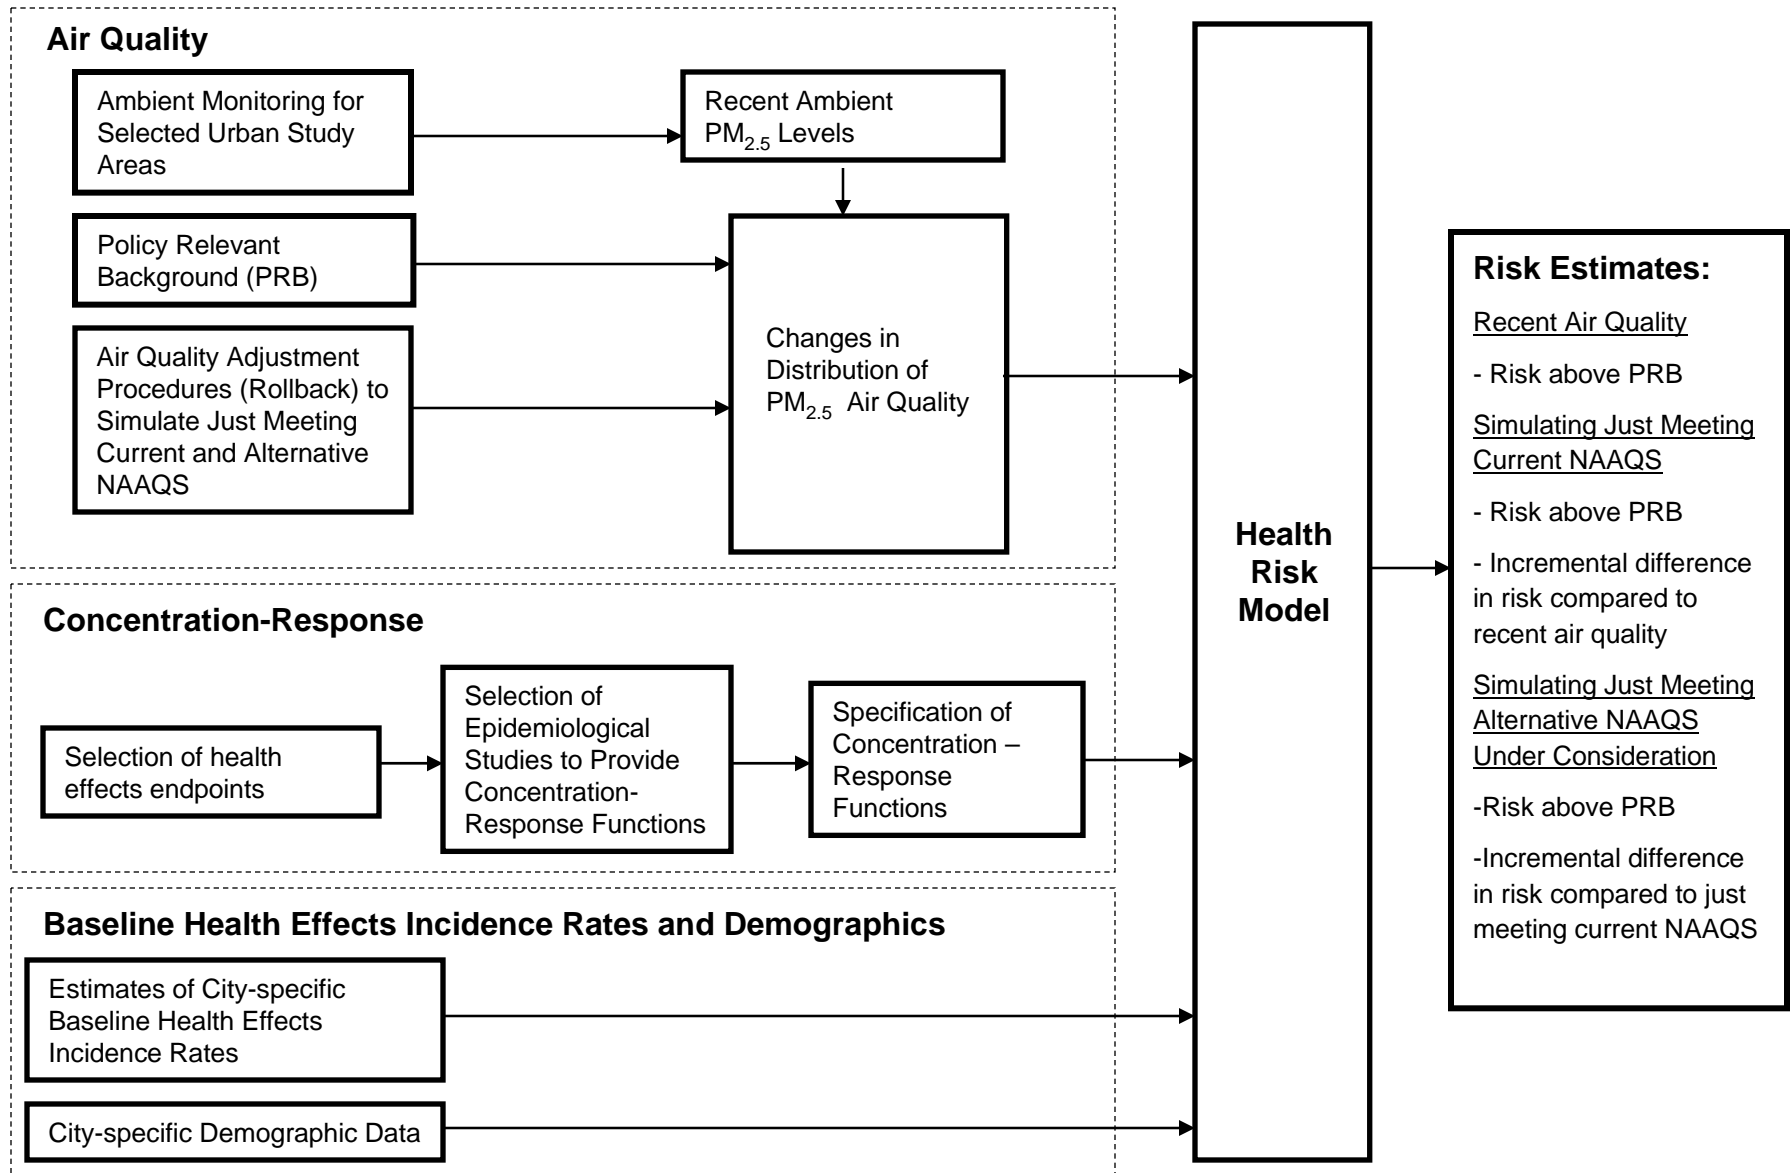 Air Quality
Ambient Monitoring for
Selected Urban Study
Areas
Recent Ambient
PM2.5 Levels
Policy Relevant
Background (PRB)
Air Quality Adjustment
Procedures (Rollback) to
Simulate Just Meeting
Current and Alternative
NAAQS
Changes in
Distribution of
PM2.5 Air Quality
Concentration-Response
Selection of health
effects endpoints
Selection of
Epidemiological
Studies to Provide
Concentration-
Response Functions
Specification of
Concentration –
Response
Functions
Baseline Health Effects Incidence Rates and Demographics
Estimates of City-specific
Baseline Health Effects
Incidence Rates
City-specific Demographic Data
Health
Risk
Model
Risk Estimates:
Recent Air Quality
- Risk above PRB
Simulating Just Meeting
Current NAAQS
- Risk above PRB
- Incremental difference
in risk compared to
recent air quality
Simulating Just Meeting
Alternative NAAQS
Under Consideration
-Risk above PRB
-Incremental difference
in risk compared to just
meeting current NAAQS